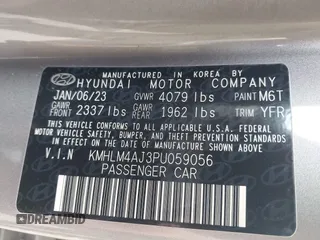 MANUFACTURED IN KOREA BY
HYUNDAI MOTOR COMPANY
JAN/06/23 GVWR 4079 lbs PAINT M6T
GAWR FRONT 2337 lbs GAWR REAR 1962 lbs TRIM YFR
THIS VEHICLE CONFORMS TO ALL APPLICABLE
FEDERAL MOTOR VEHICLE SAFETY, BUMPER, AND
THEFT PREVENTION STANDARDS IN EFFECT ON
THE DATE OF MANUFACTURE SHOWN ABOVE.
V.I.N KMHLM4AJ3PU059056
PASSENGER CAR
DREAMBID